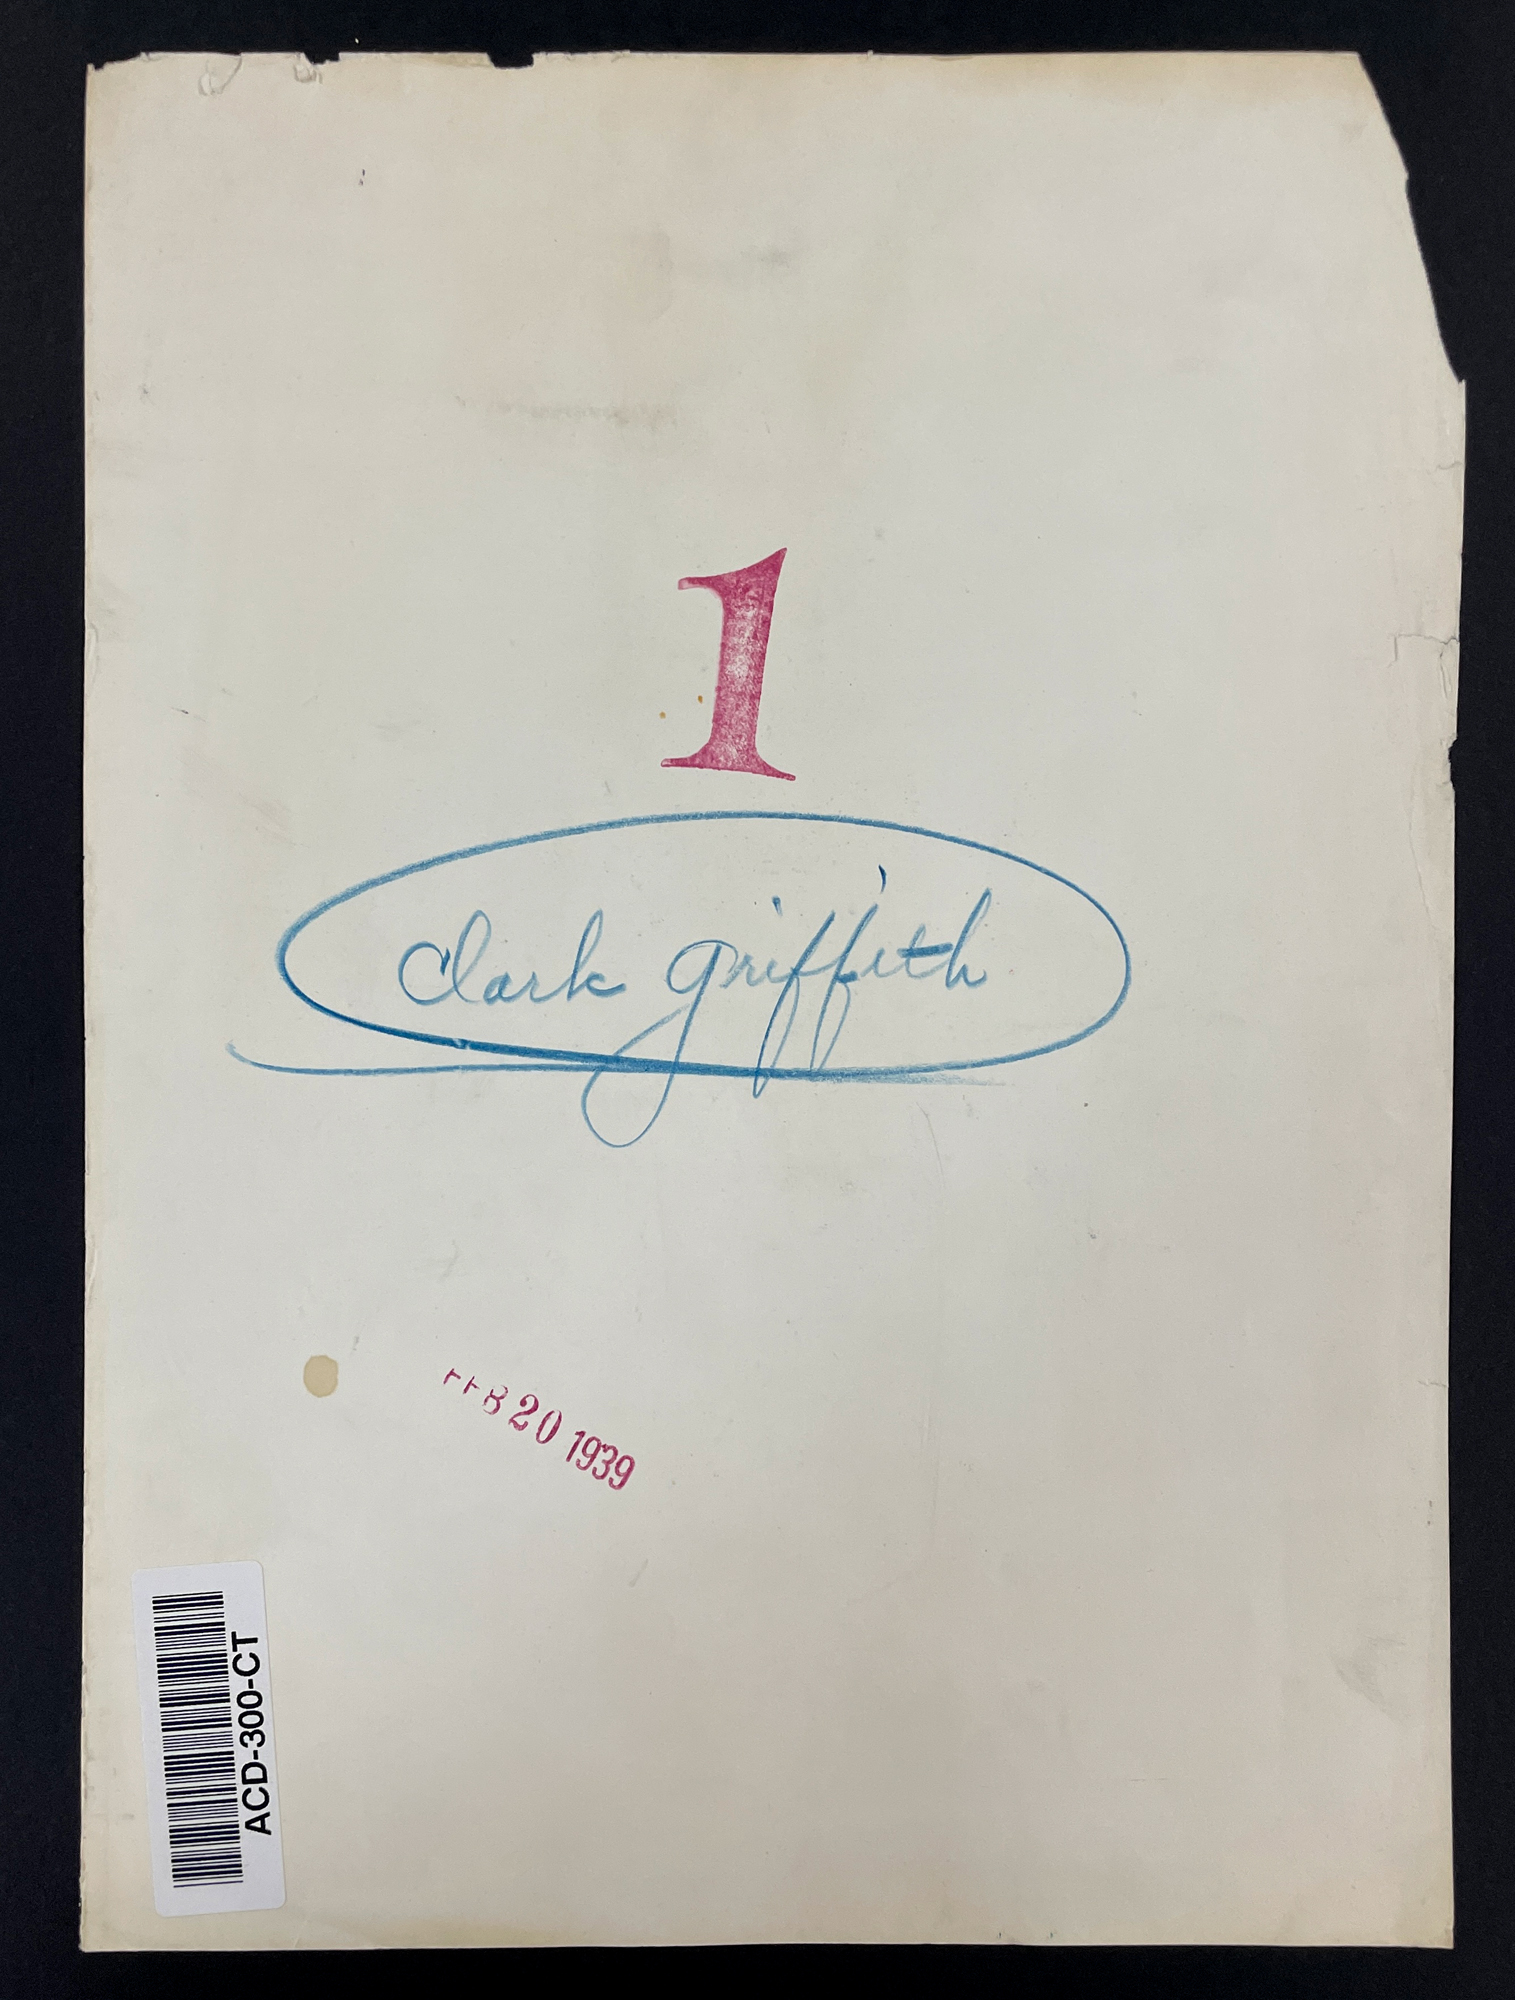 1
Clark Griffith
FEB 20 1939
ACD-300-CT